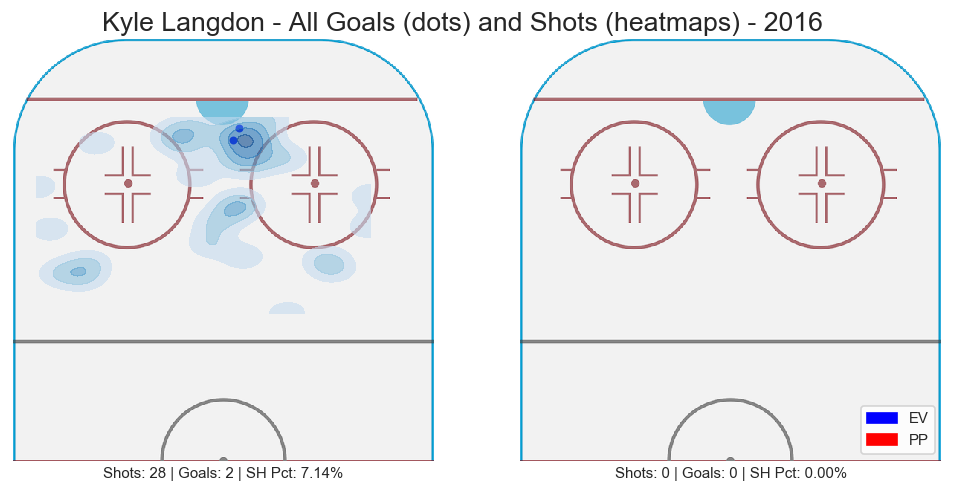 Kyle Langdon - All Goals (dots) and Shots (heatmaps) - 2016
EV
PP
Shots: 28 | Goals: 2 | SH Pct: 7.14%
Shots: 0 | Goals: 0 | SH Pct: 0.00%